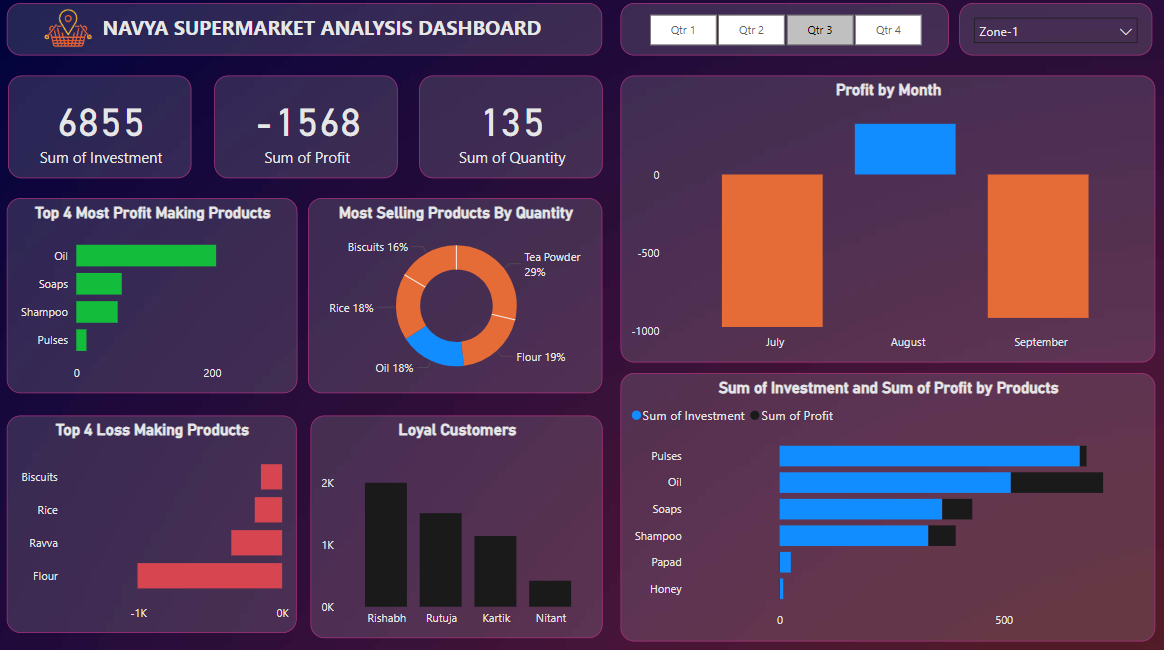 NAVYA SUPERMARKET ANALYSIS DASHBOARD
Qtr 1 Qtr 2 Qtr 3 Qtr 4
Zone-1
6855
Sum of Investment
-1568
Sum of Profit
135
Sum of Quantity
Profit by Month
0
-500
-1000
July August September
Top 4 Most Profit Making Products
Oil
Soaps
Shampoo
Pulses
0 200
Most Selling Products By Quantity
Biscuits 16%
Tea Powder
29%
Rice 18%
Flour 19%
Oil 18%
Sum of Investment and Sum of Profit by Products
Sum of Investment Sum of Profit
Pulses
Oil
Soaps
Shampoo
Papad
Honey
0 500
Top 4 Loss Making Products
Biscuits
Rice
Ravva
Flour
-1K 0K
Loyal Customers
2K
1K
0K
Rishabh Rutuja Kartik Nitant